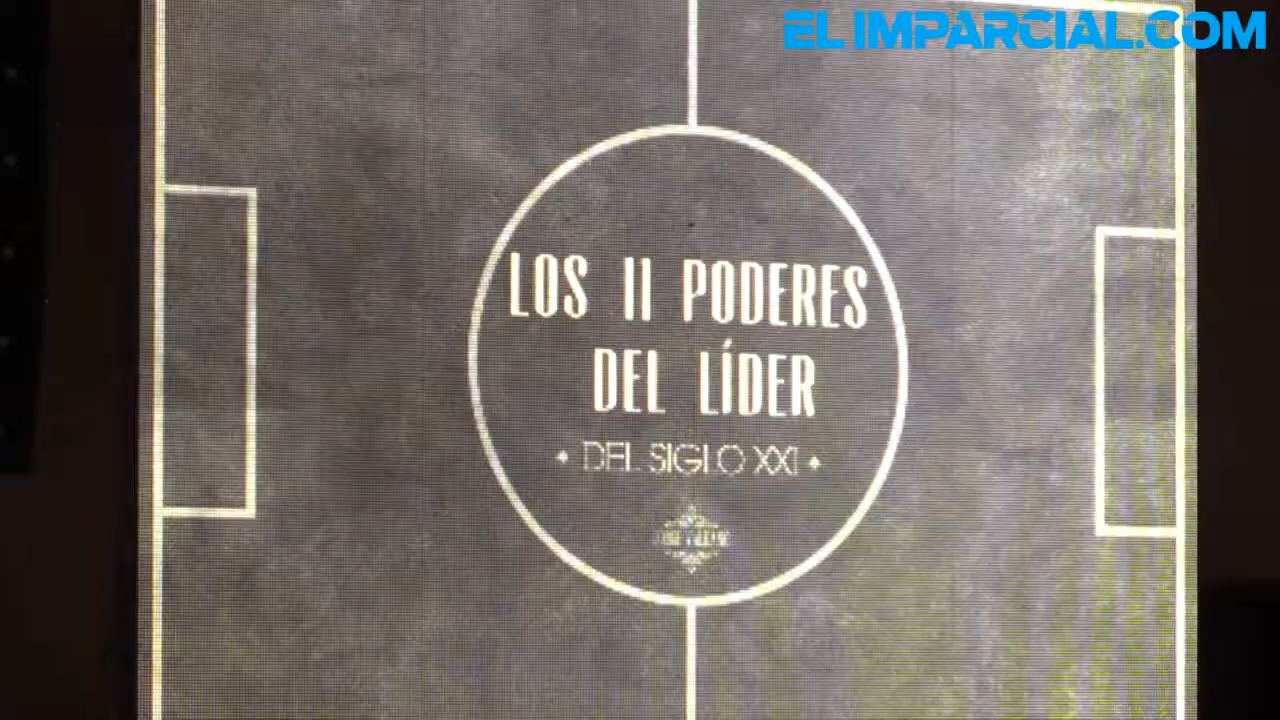 EL IMPARCIAL.COM
LOS 11 PODERES
DEL LÍDER
DEL SIGLO XXI